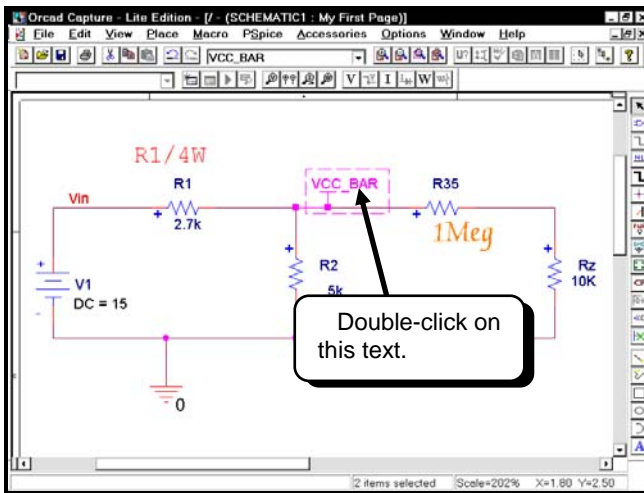 Orcad Capture - Lite Edition - [/ - (SCHEMATIC1 : My First Page)]
File Edit View Place Macro PSpice Accessories Options Window Help
VCC_BAR
V I W
R1/4W
Vin
R1
2.7k
VCC_BAR
R35
1Meg
V1
DC = 15
R2
5k
Rz
10K
0
Double-click on
this text.
2 items selected Scale=202% X=1.80 Y=2.50